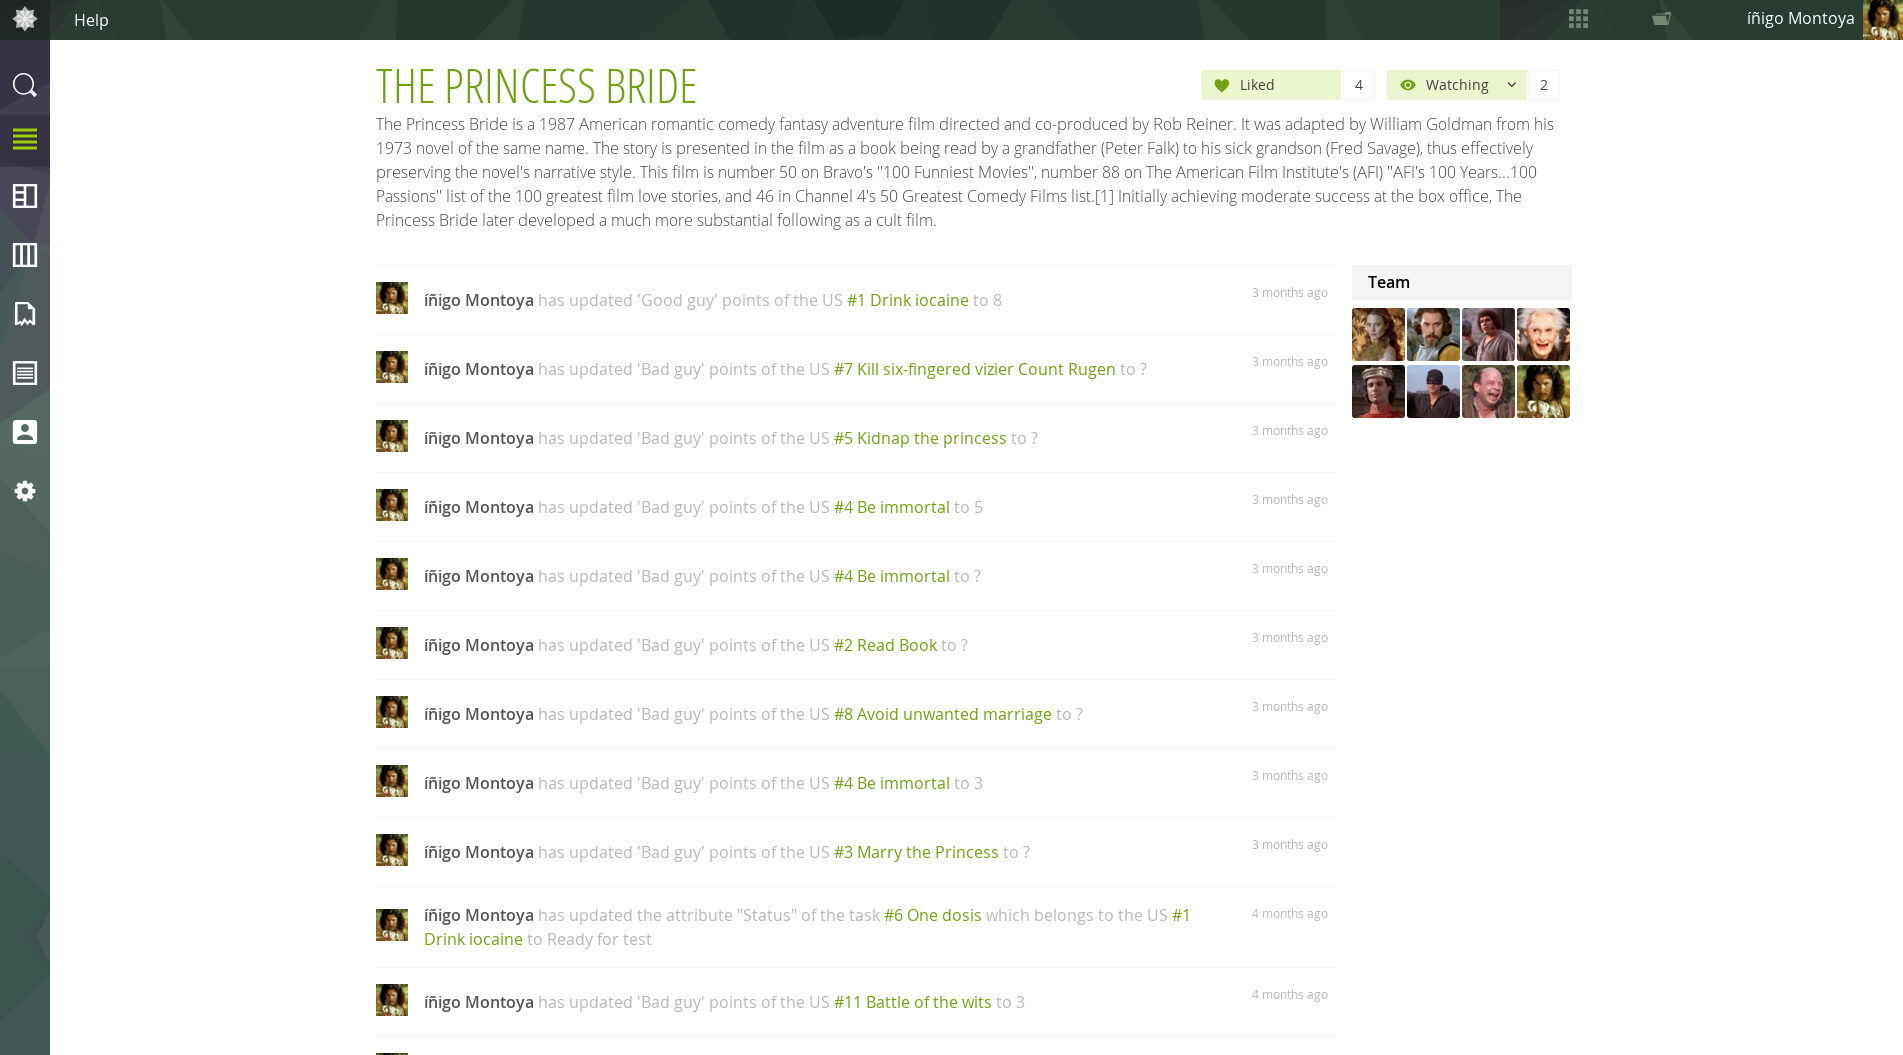 Help
íñigo Montoya
THE PRINCESS BRIDE
Liked
4
Watching
2
The Princess Bride is a 1987 American romantic comedy fantasy adventure film directed and co-produced by Rob Reiner. It was adapted by William Goldman from his
1973 novel of the same name. The story is presented in the film as a book being read by a grandfather (Peter Falk) to his sick grandson (Fred Savage), thus effectively
preserving the novel's narrative style. This film is number 50 on Bravo's "100 Funniest Movies", number 88 on The American Film Institute's (AFI) "AFI's 100 Years...100
Passions" list of the 100 greatest film love stories, and 46 in Channel 4's 50 Greatest Comedy Films list.[1] Initially achieving moderate success at the box office, The
Princess Bride later developed a much more substantial following as a cult film.
íñigo Montoya has updated 'Good guy' points of the US #1 Drink iocaine to 8
3 months ago
íñigo Montoya has updated 'Bad guy' points of the US #7 Kill six-fingered vizier Count Rugen to ?
3 months ago
íñigo Montoya has updated 'Bad guy' points of the US #5 Kidnap the princess to ?
3 months ago
íñigo Montoya has updated 'Bad guy' points of the US #4 Be immortal to 5
3 months ago
íñigo Montoya has updated 'Bad guy' points of the US #4 Be immortal to ?
3 months ago
íñigo Montoya has updated 'Bad guy' points of the US #2 Read Book to ?
3 months ago
íñigo Montoya has updated 'Bad guy' points of the US #8 Avoid unwanted marriage to ?
3 months ago
íñigo Montoya has updated 'Bad guy' points of the US #4 Be immortal to 3
3 months ago
íñigo Montoya has updated 'Bad guy' points of the US #3 Marry the Princess to ?
3 months ago
íñigo Montoya has updated the attribute "Status" of the task #6 One dosis which belongs to the US #1
Drink iocaine to Ready for test
4 months ago
íñigo Montoya has updated 'Bad guy' points of the US #11 Battle of the wits to 3
4 months ago
Team